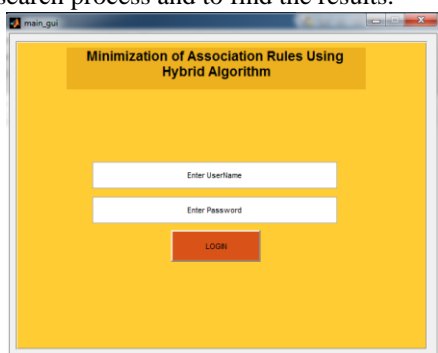 search process and to find the results.
main_gui
Minimization of Association Rules Using
Hybrid Algorithm
Enter UserName
Enter Password
LOGIN